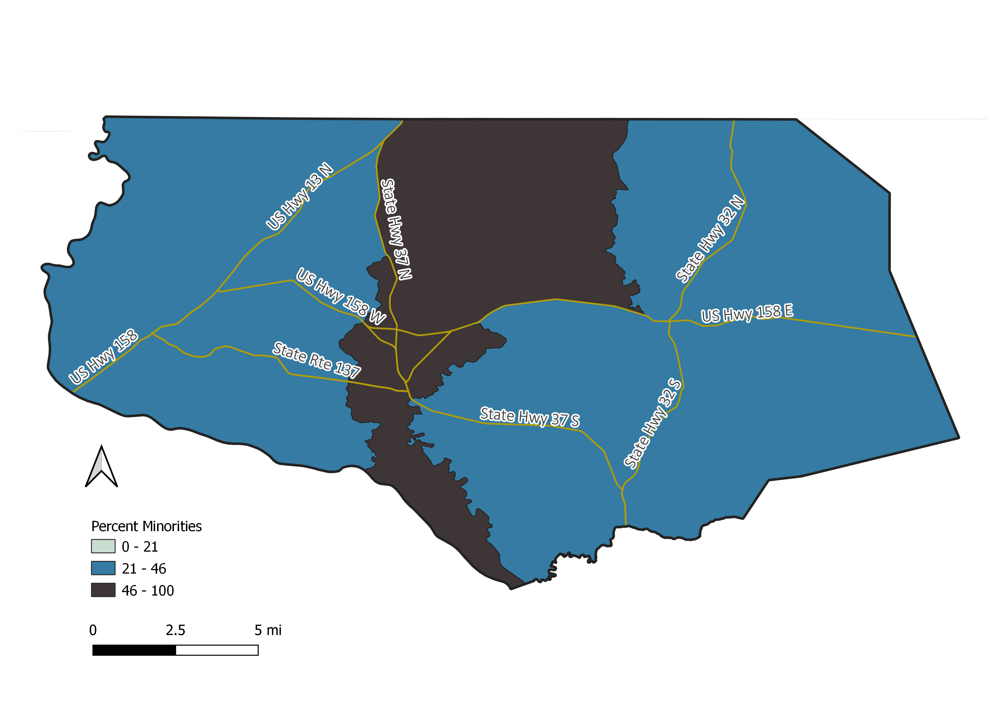 US Hwy 13 N
State Hwy 37 N
State Hwy 32 N
US Hwy 158 W
US Hwy 158 E
US Hwy 158
State Rte 137
State Hwy 37 S
State Hwy 32 S
Percent Minorities
0 - 21
21 - 46
46 - 100
0 2.5 5 mi